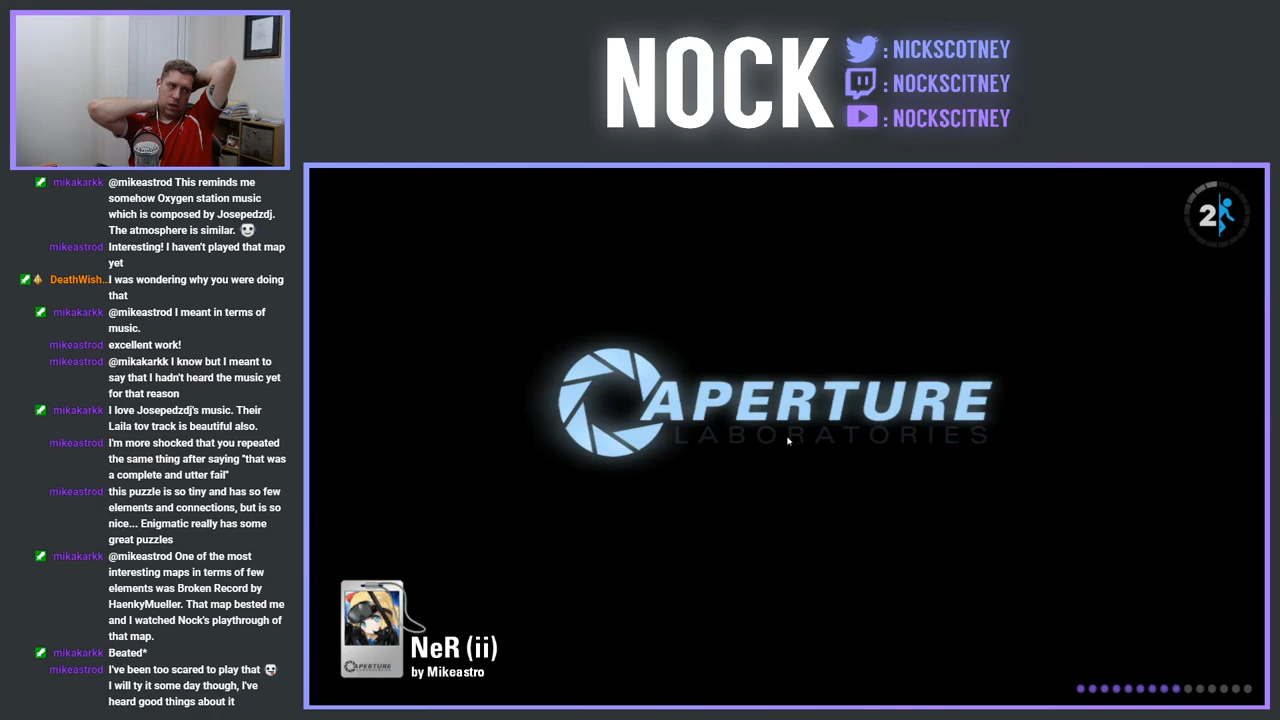 NOCK
: NICKSCOTNEY
: NOCKSCITNEY
: NOCKSCITNEY
mikakarkk @mikeastrod This reminds me
somehow Oxygen station music
which is composed by Josepedzdj.
The atmosphere is similar.
mikeastrod Interesting! I haven't played that map
yet
DeathWish... I was wondering why you were doing
that
mikakarkk @mikeastrod I meant in terms of
music.
mikeastrod excellent work!
mikeastrod @mikakarkk I know but I meant to
say that I hadn't heard the music yet
for that reason
mikakarkk I love Josepedzdj's music. Their
Laila tov track is beautiful also.
mikeastrod I'm more shocked that you repeated
the same thing after saying "that was
a complete and utter fail"
mikeastrod this puzzle is so tiny and has so few
elements and connections, but is so
nice... Enigmatic really has some
great puzzles
mikakarkk @mikeastrod One of the most
interesting maps in terms of few
elements was Broken Record by
HaenkyMueller. That map bested me
and I watched Nock's playthrough of
that map.
mikakarkk Beated*
mikeastrod I've been too scared to play that
I will ty it some day though, I've
heard good things about it
2
APERTURE
LABORATORIES
APERTURE
NeR (ii)
by Mikeastro